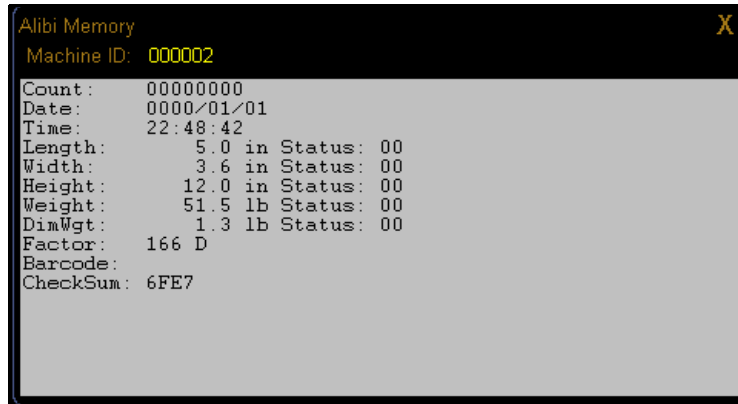 Alibi Memory X
Machine ID: 000002
Count: 00000000
Date: 0000/01/01
Time: 22:48:42
Length: 5.0 in Status: 00
Width: 3.6 in Status: 00
Height: 12.0 in Status: 00
Weight: 51.5 lb Status: 00
DimWgt: 1.3 lb Status: 00
Factor: 166 D
Barcode:
CheckSum: 6FE7